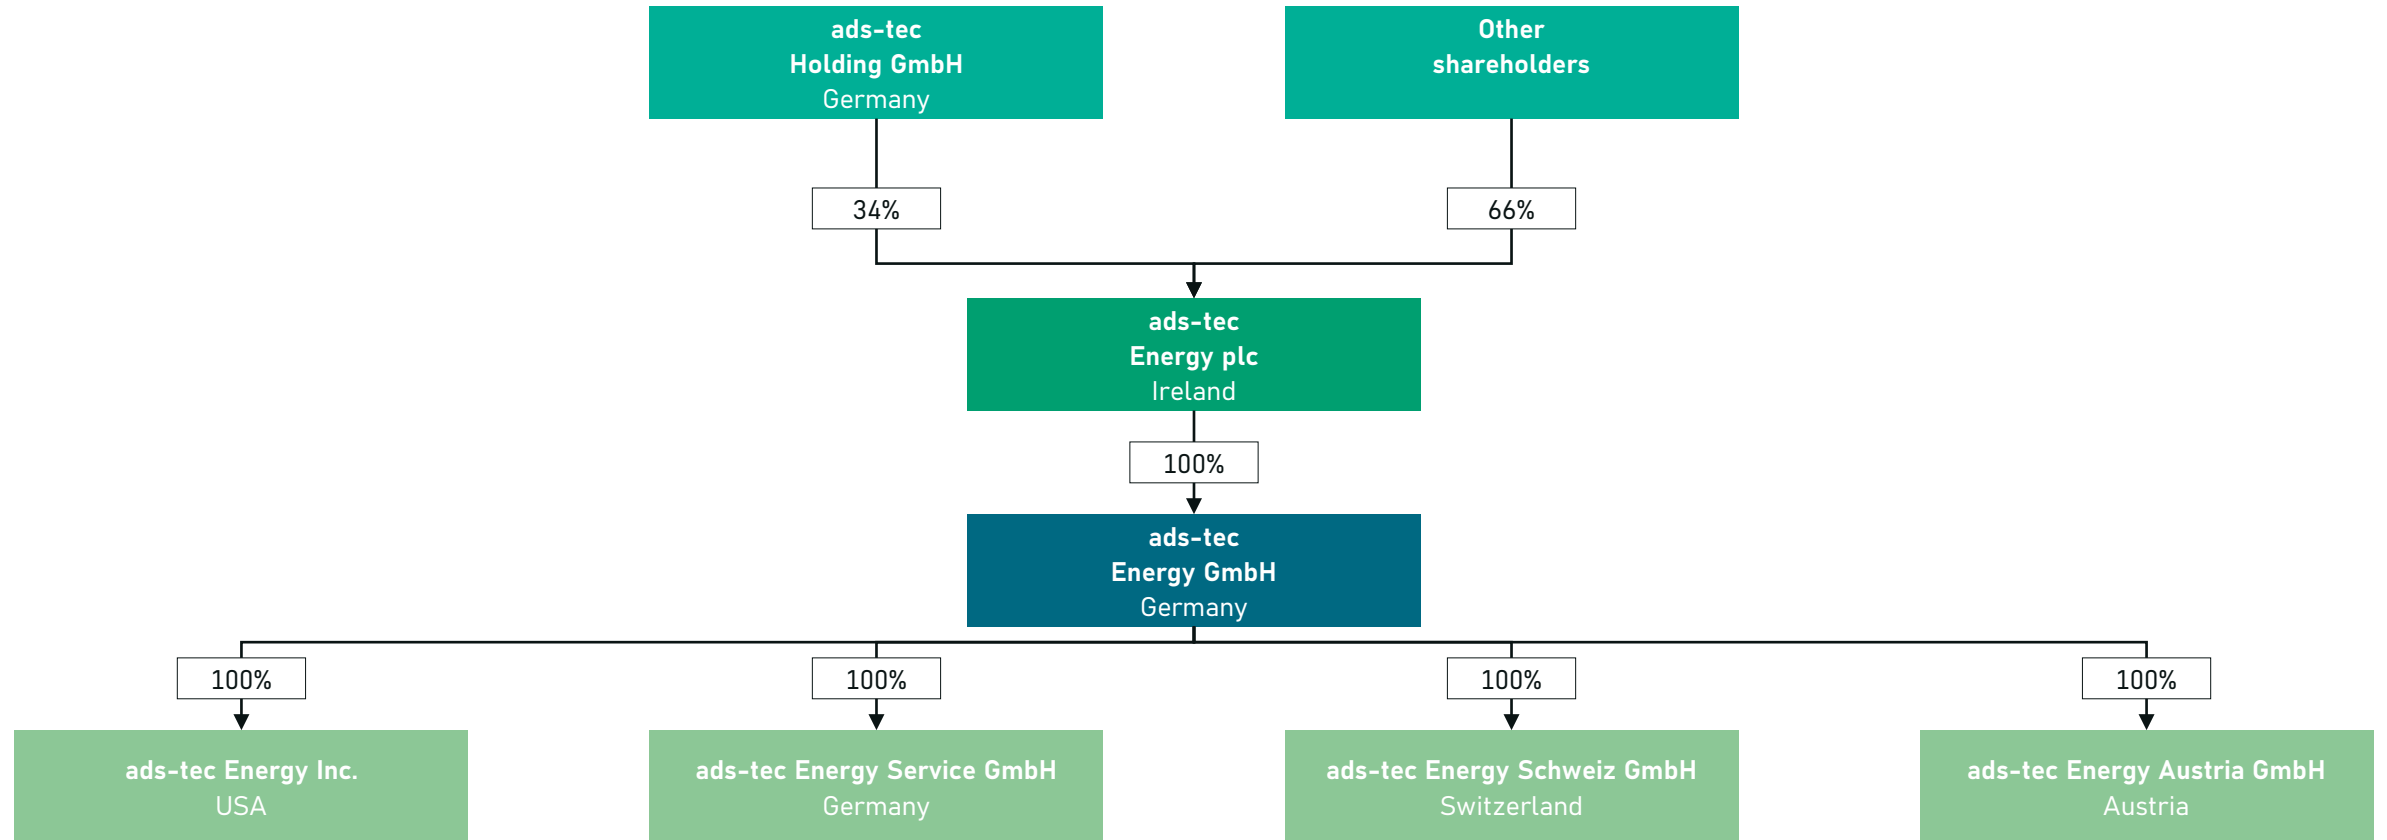 ads-tec
Holding GmbH
Germany
Other
shareholders
34%
66%
ads-tec
Energy plc
Ireland
100%
ads-tec
Energy GmbH
Germany
100%
100%
100%
100%
ads-tec Energy Inc.
USA
ads-tec Energy Service GmbH
Germany
ads-tec Energy Schweiz GmbH
Switzerland
ads-tec Energy Austria GmbH
Austria